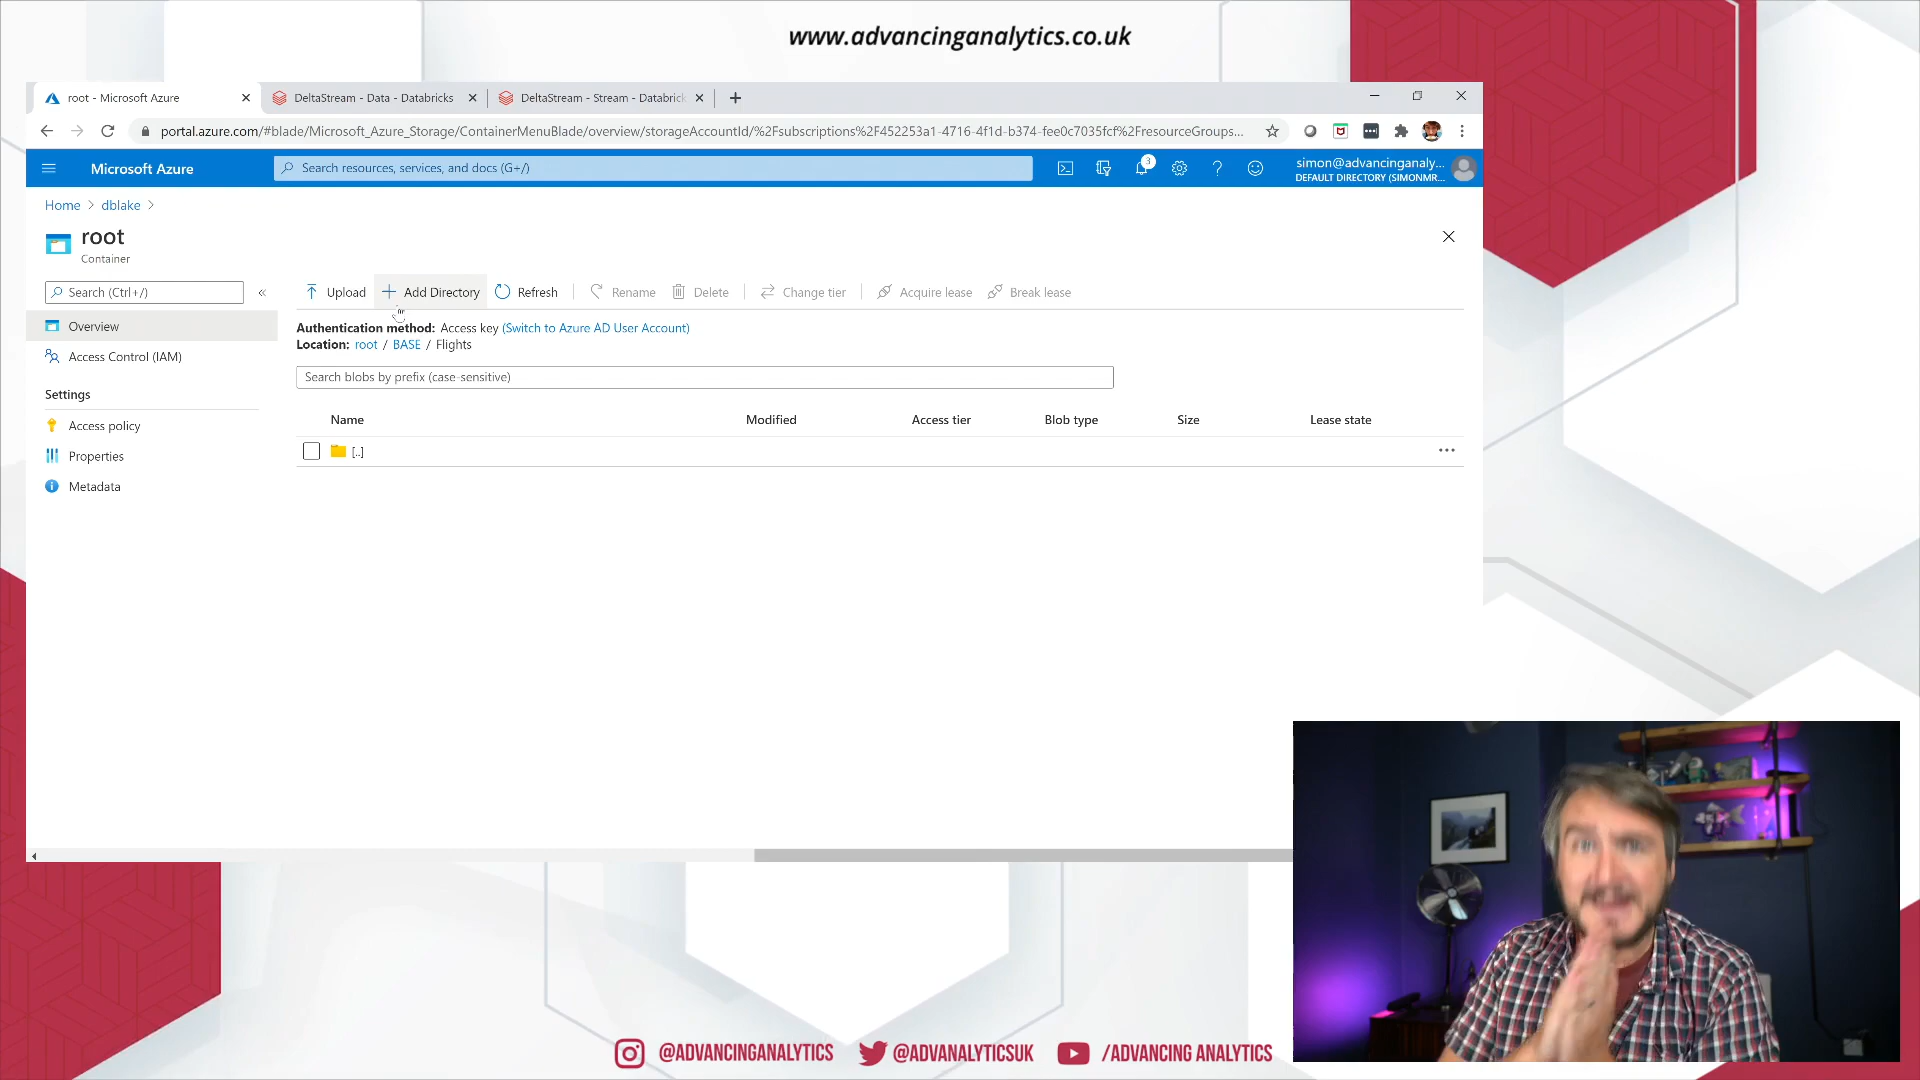 www.advancinganalytics.co.uk
root - Microsoft Azure
DeltaStream - Data - Databricks
DeltaStream - Stream - Databrick
portal.azure.com/#blade/Microsoft_Azure_Storage/ContainerMenuBlade/overview/storageAccountId/%2Fsubscriptions%2F452253a1-4716-4f1d-b374-fee0c7035fcf%2FresourceGroups...
Microsoft Azure
Search resources, services, and docs (G+/)
3
simon@advancinganaly...
DEFAULT DIRECTORY (SIMONMR...
Home > dblake >
root
Container
Search (Ctrl+/)
«
Upload
Add Directory
Refresh
Rename
Delete
Change tier
Acquire lease
Break lease
Overview
Access Control (IAM)
Settings
Access policy
Properties
Metadata
Authentication method: Access key (Switch to Azure AD User Account)
Location: root / BASE / Flights
Search blobs by prefix (case-sensitive)
Name Modified Access tier Blob type Size Lease state
[..]
@ADVANCINGANALYTICS @ADVANALYTICSUK /ADVANCING ANALYTICS